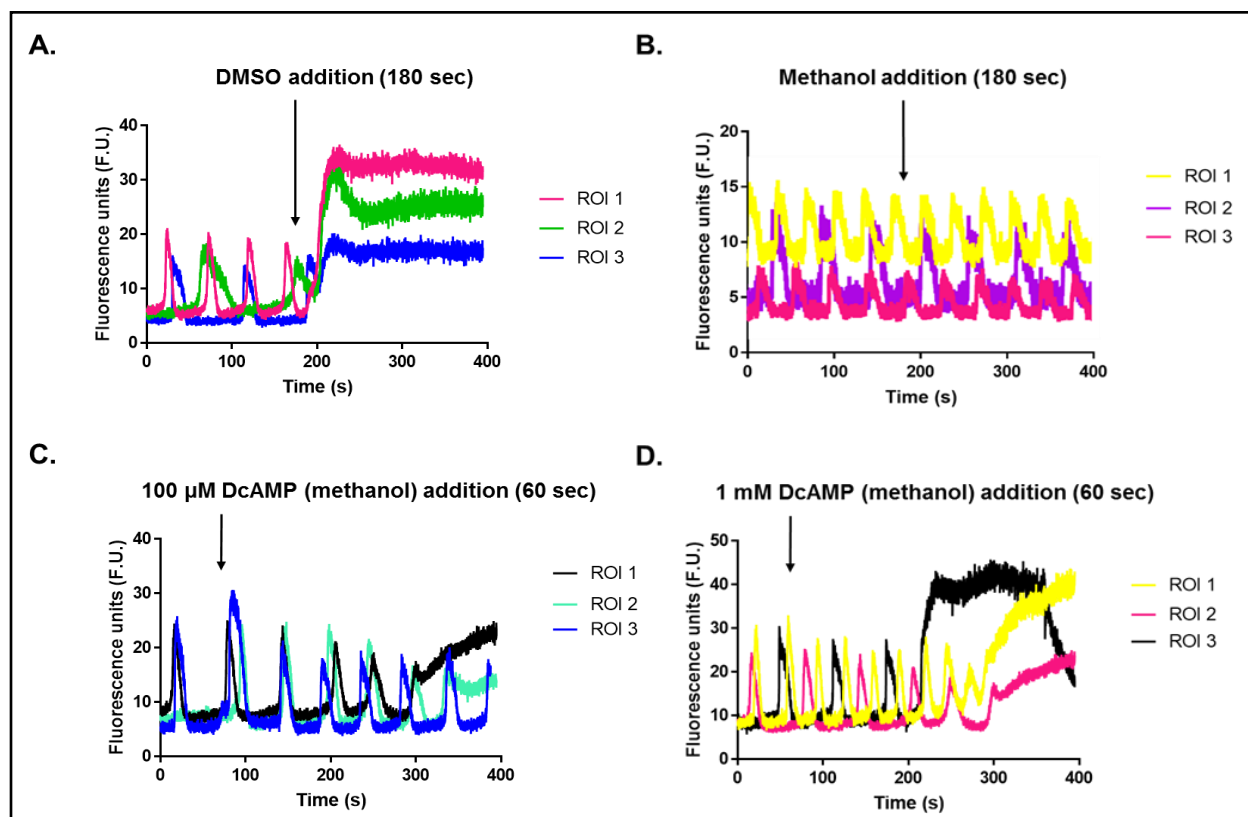 A.
DMSO addition (180 sec)
Fluorescence units (F.U.)
40
30
20
10
0
0 100 200 300 400
Time (s)
ROI 1
ROI 2
ROI 3
B.
Methanol addition (180 sec)
Fluorescence units (F.U.)
20
15
10
5
0
0 100 200 300 400
Time (s)
ROI 1
ROI 2
ROI 3
C.
100 µM DcAMP (methanol) addition (60 sec)
Fluorescence units (F.U.)
40
30
20
10
0
0 100 200 300 400
Time (s)
ROI 1
ROI 2
ROI 3
D.
1 mM DcAMP (methanol) addition (60 sec)
Fluorescence units (F.U.)
50
40
30
20
10
0
0 100 200 300 400
Time (s)
ROI 1
ROI 2
ROI 3